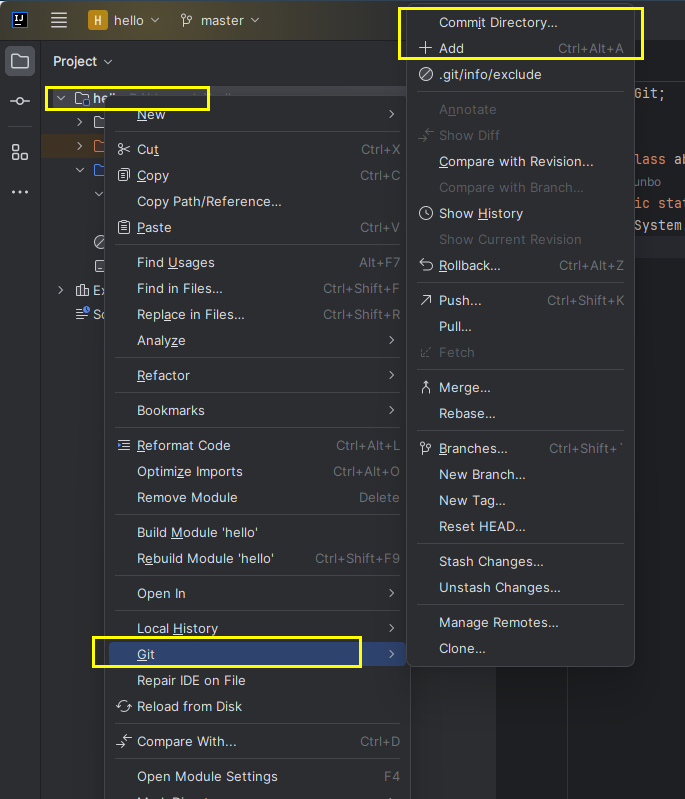 IJ
H hello
master
Project
he
Ex
Sc
New
Cut Ctrl+X
Copy Ctrl+C
Copy Path/Reference...
Paste Ctrl+V
Find Usages Alt+F7
Find in Files... Ctrl+Shift+F
Replace in Files... Ctrl+Shift+R
Analyze
Refactor
Bookmarks
Reformat Code Ctrl+Alt+L
Optimize Imports Ctrl+Alt+O
Remove Module Delete
Build Module 'hello'
Rebuild Module 'hello' Ctrl+Shift+F9
Open In
Local History
Git
Repair IDE on File
Reload from Disk
Compare With... Ctrl+D
Open Module Settings F4
Commit Directory...
Add Ctrl+Alt+A
.git/info/exclude
Annotate
Show Diff
Compare with Revision...
Compare with Branch...
Show History
Show Current Revision
Rollback... Ctrl+Alt+Z
Push... Ctrl+Shift+K
Pull...
Fetch
Merge...
Rebase...
Branches... Ctrl+Shift+`
New Branch...
New Tag...
Reset HEAD...
Stash Changes...
Unstash Changes...
Manage Remotes...
Clone...
Git;
lass ab
unbo
ic stat
System.